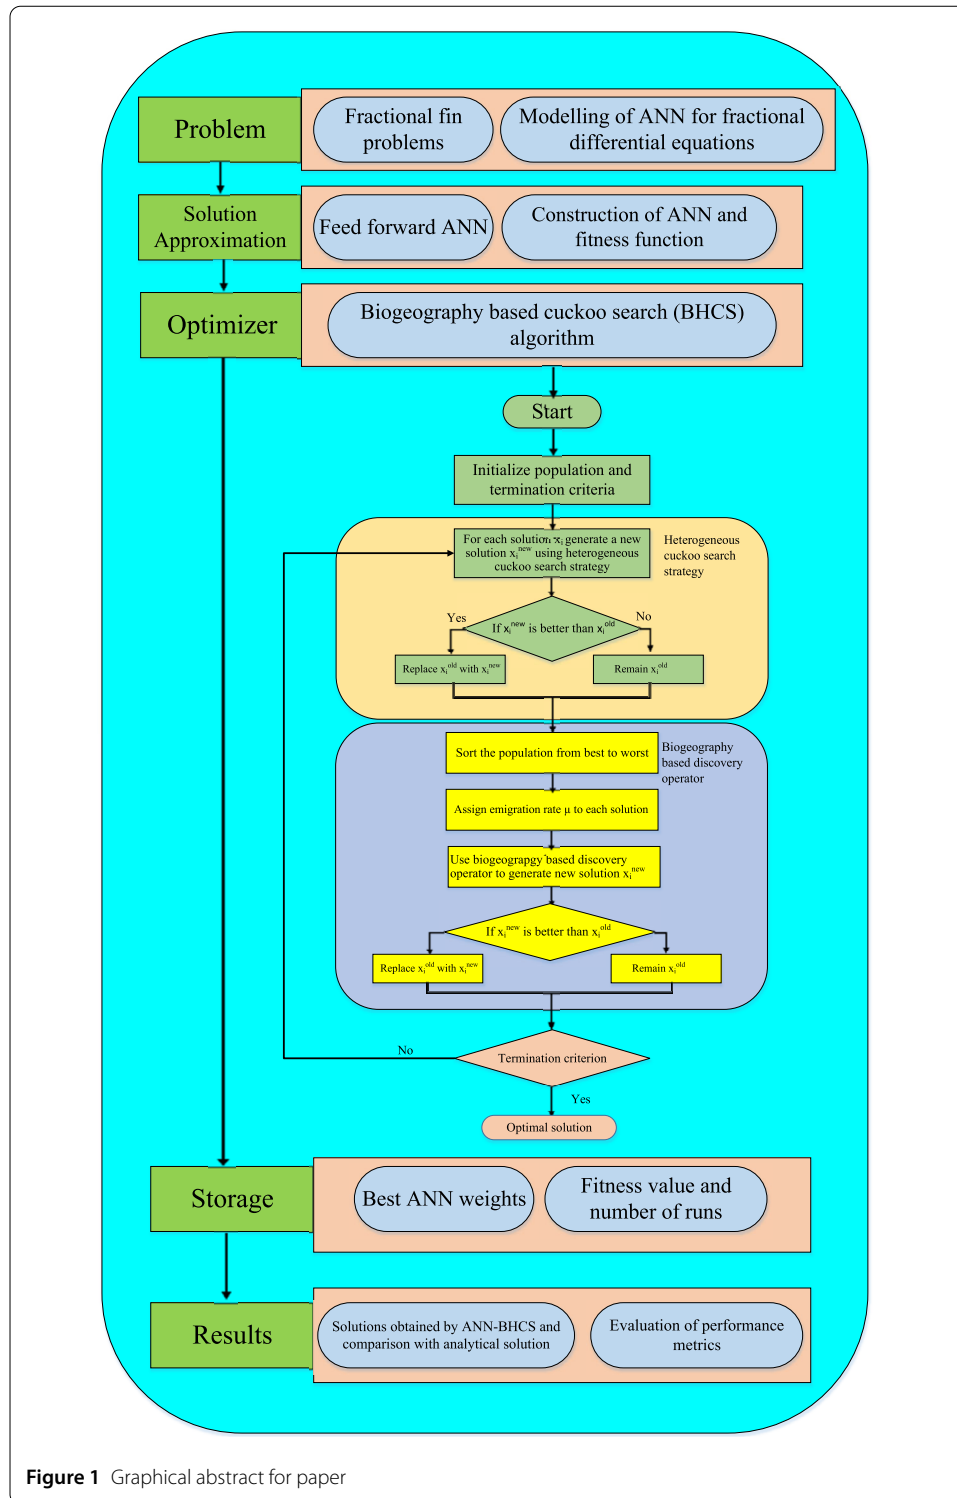 Problem
Fractional fin
problems
Modelling of ANN for fractional
differential equations
Solution
Approximation
Feed forward ANN
Construction of ANN and
fitness function
Optimizer
Biogeography based cuckoo search (BHCS)
algorithm
Start
Initialize population and
termination criteria
For each solution xᵢ generate a new
solution xᵢⁿᵉʷ using heterogeneous
cuckoo search strategy
Heterogeneous
cuckoo search
strategy
If xᵢⁿᵉʷ is better than xᵢᵒˡᵈ
Yes
No
Replace xᵢᵒˡᵈ with xᵢⁿᵉʷ
Remain xᵢᵒˡᵈ
Sort the population from best to worst
Biogeography
based discovery
operator
Assign emigration rate μ to each solution
Use biogeograpgy based discovery
operator to generate new solution xᵢⁿᵉʷ
If xᵢⁿᵉʷ is better than xᵢᵒˡᵈ
Replace xᵢᵒˡᵈ with xᵢⁿᵉʷ
Remain xᵢᵒˡᵈ
Termination criterion
No
Yes
Optimal solution
Storage
Best ANN weights
Fitness value and
number of runs
Results
Solutions obtained by ANN-BHCS and
comparison with analytical solution
Evaluation of performance
metrics
Figure 1 Graphical abstract for paper